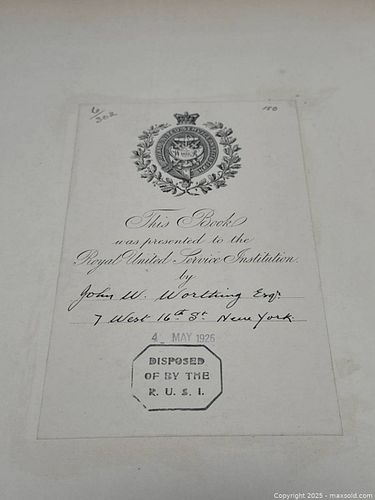 6/302
150
This Book
was presented to the
Royal United Service Institution.
by
John W. Worthing Esqr
7 West 16th St New York
4 MAY 1926
DISPOSED
OF BY THE
R. U. S. I.
Copyright 2025 - maxsold.com